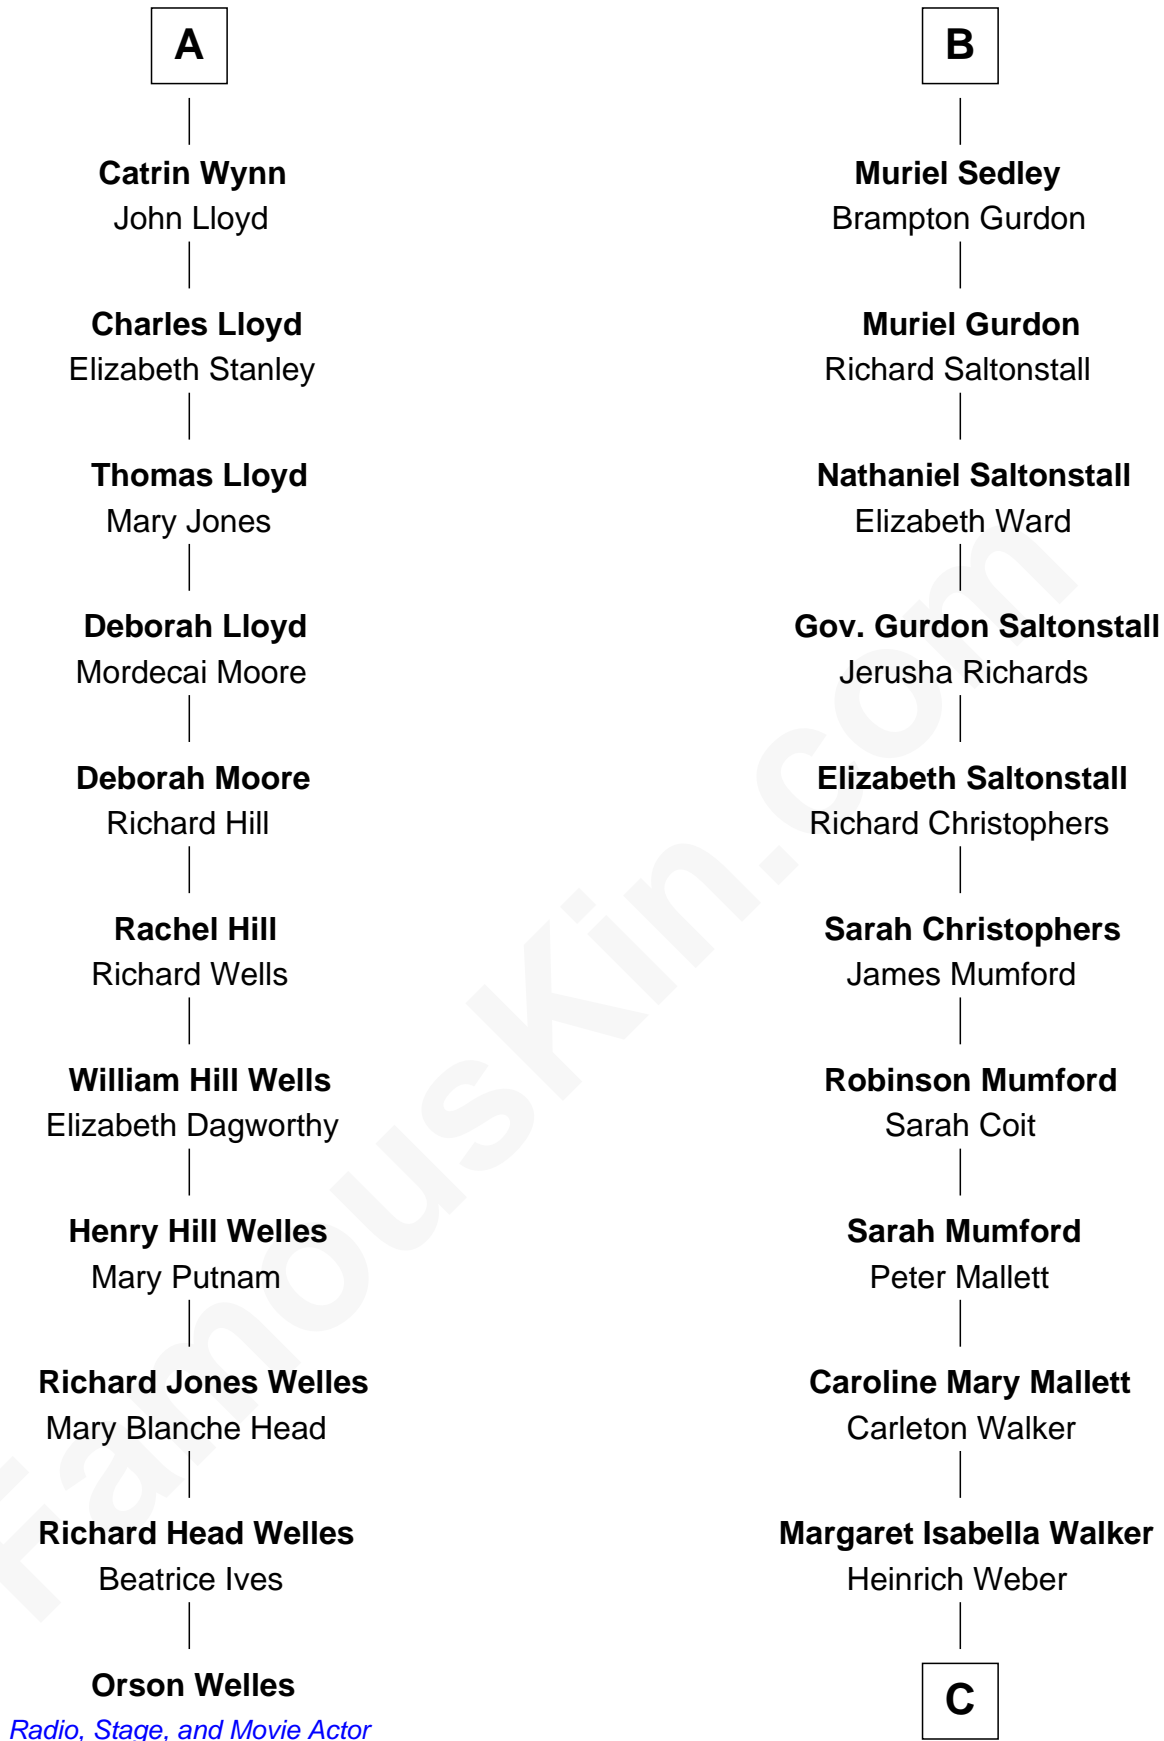 A
Catrin Wynn
John Lloyd
Charles Lloyd
Elizabeth Stanley
Thomas Lloyd
Mary Jones
Deborah Lloyd
Mordecai Moore
Deborah Moore
Richard Hill
Rachel Hill
Richard Wells
William Hill Wells
Elizabeth Dagworthy
Henry Hill Welles
Mary Putnam
Richard Jones Welles
Mary Blanche Head
Richard Head Welles
Beatrice Ives
Orson Welles
Radio, Stage, and Movie Actor
B
Muriel Sedley
Brampton Gurdon
Muriel Gurdon
Richard Saltonstall
Nathaniel Saltonstall
Elizabeth Ward
Gov. Gurdon Saltonstall
Jerusha Richards
Elizabeth Saltonstall
Richard Christophers
Sarah Christophers
James Mumford
Robinson Mumford
Sarah Coit
Sarah Mumford
Peter Mallett
Caroline Mary Mallett
Carleton Walker
Margaret Isabella Walker
Heinrich Weber
C
FamousKin.com